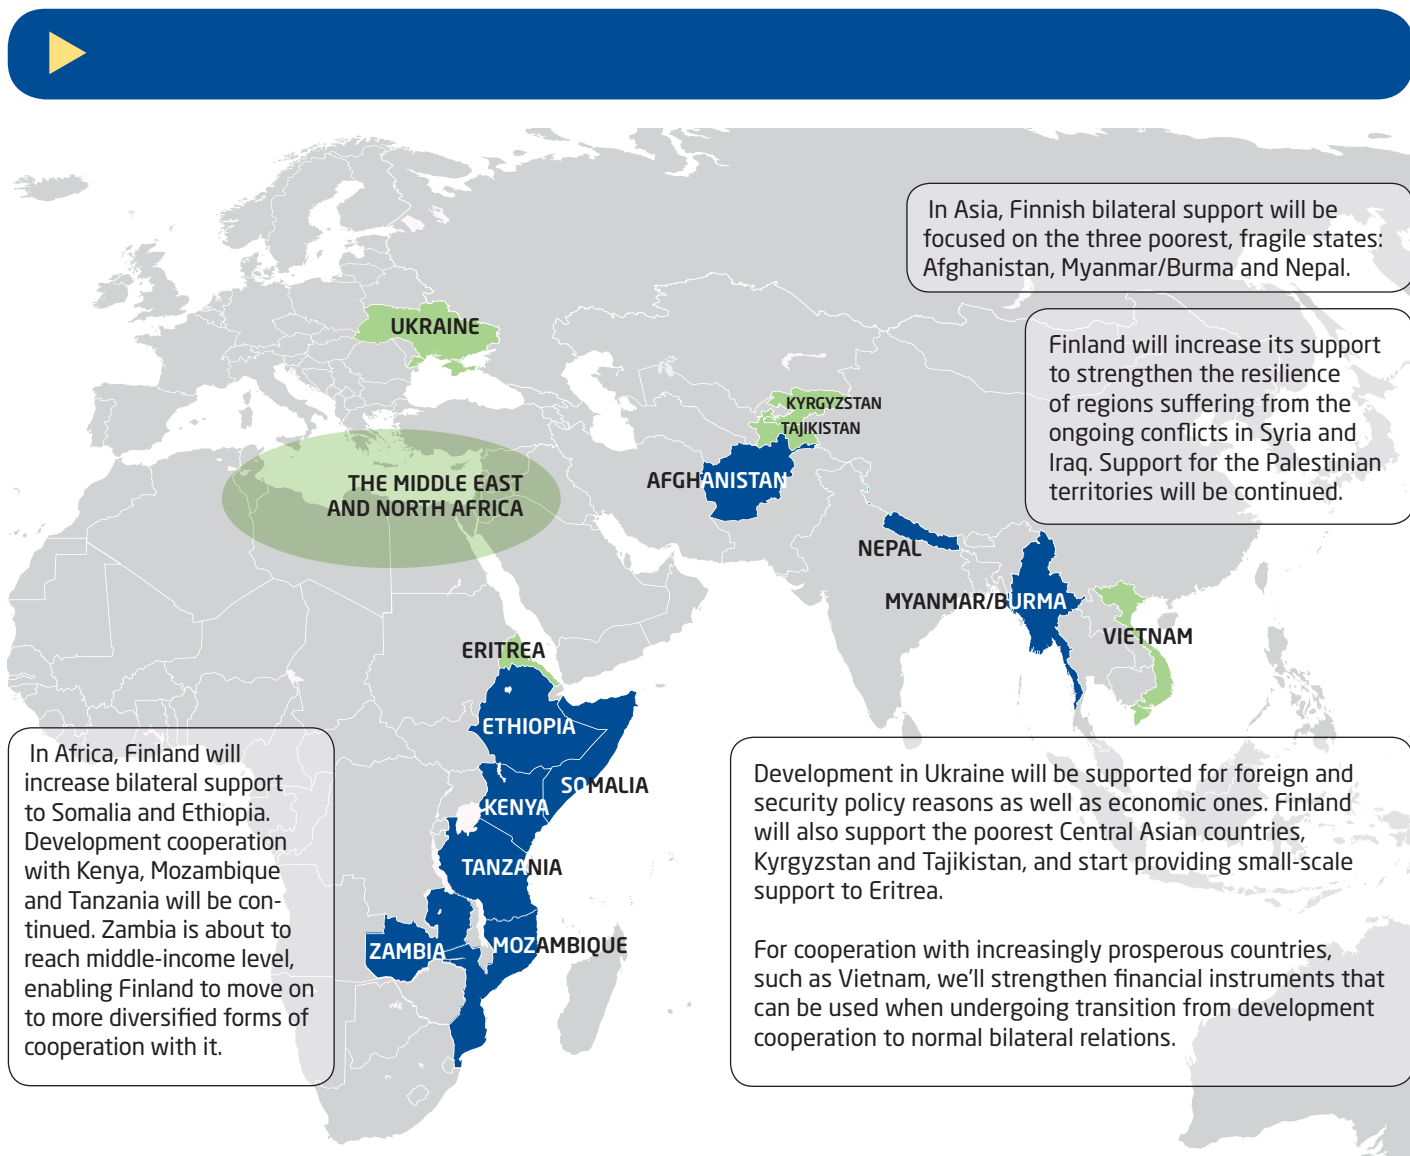 In Asia, Finnish bilateral support will be
focused on the three poorest, fragile states:
Afghanistan, Myanmar/Burma and Nepal.
Finland will increase its support
to strengthen the resilience
of regions suffering from the
ongoing conflicts in Syria and
Iraq. Support for the Palestinian
territories will be continued.
UKRAINE
KYRGYZSTAN
TAJIKISTAN
AFGHANISTAN
THE MIDDLE EAST
AND NORTH AFRICA
NEPAL
MYANMAR/BURMA
VIETNAM
ERITREA
ETHIOPIA
SOMALIA
KENYA
TANZANIA
ZAMBIA
MOZAMBIQUE
In Africa, Finland will
increase bilateral support
to Somalia and Ethiopia.
Development cooperation
with Kenya, Mozambique
and Tanzania will be con-
tinued. Zambia is about to
reach middle-income level,
enabling Finland to move on
to more diversified forms of
cooperation with it.
Development in Ukraine will be supported for foreign and
security policy reasons as well as economic ones. Finland
will also support the poorest Central Asian countries,
Kyrgyzstan and Tajikistan, and start providing small-scale
support to Eritrea.
For cooperation with increasingly prosperous countries,
such as Vietnam, we'll strengthen financial instruments that
can be used when undergoing transition from development
cooperation to normal bilateral relations.